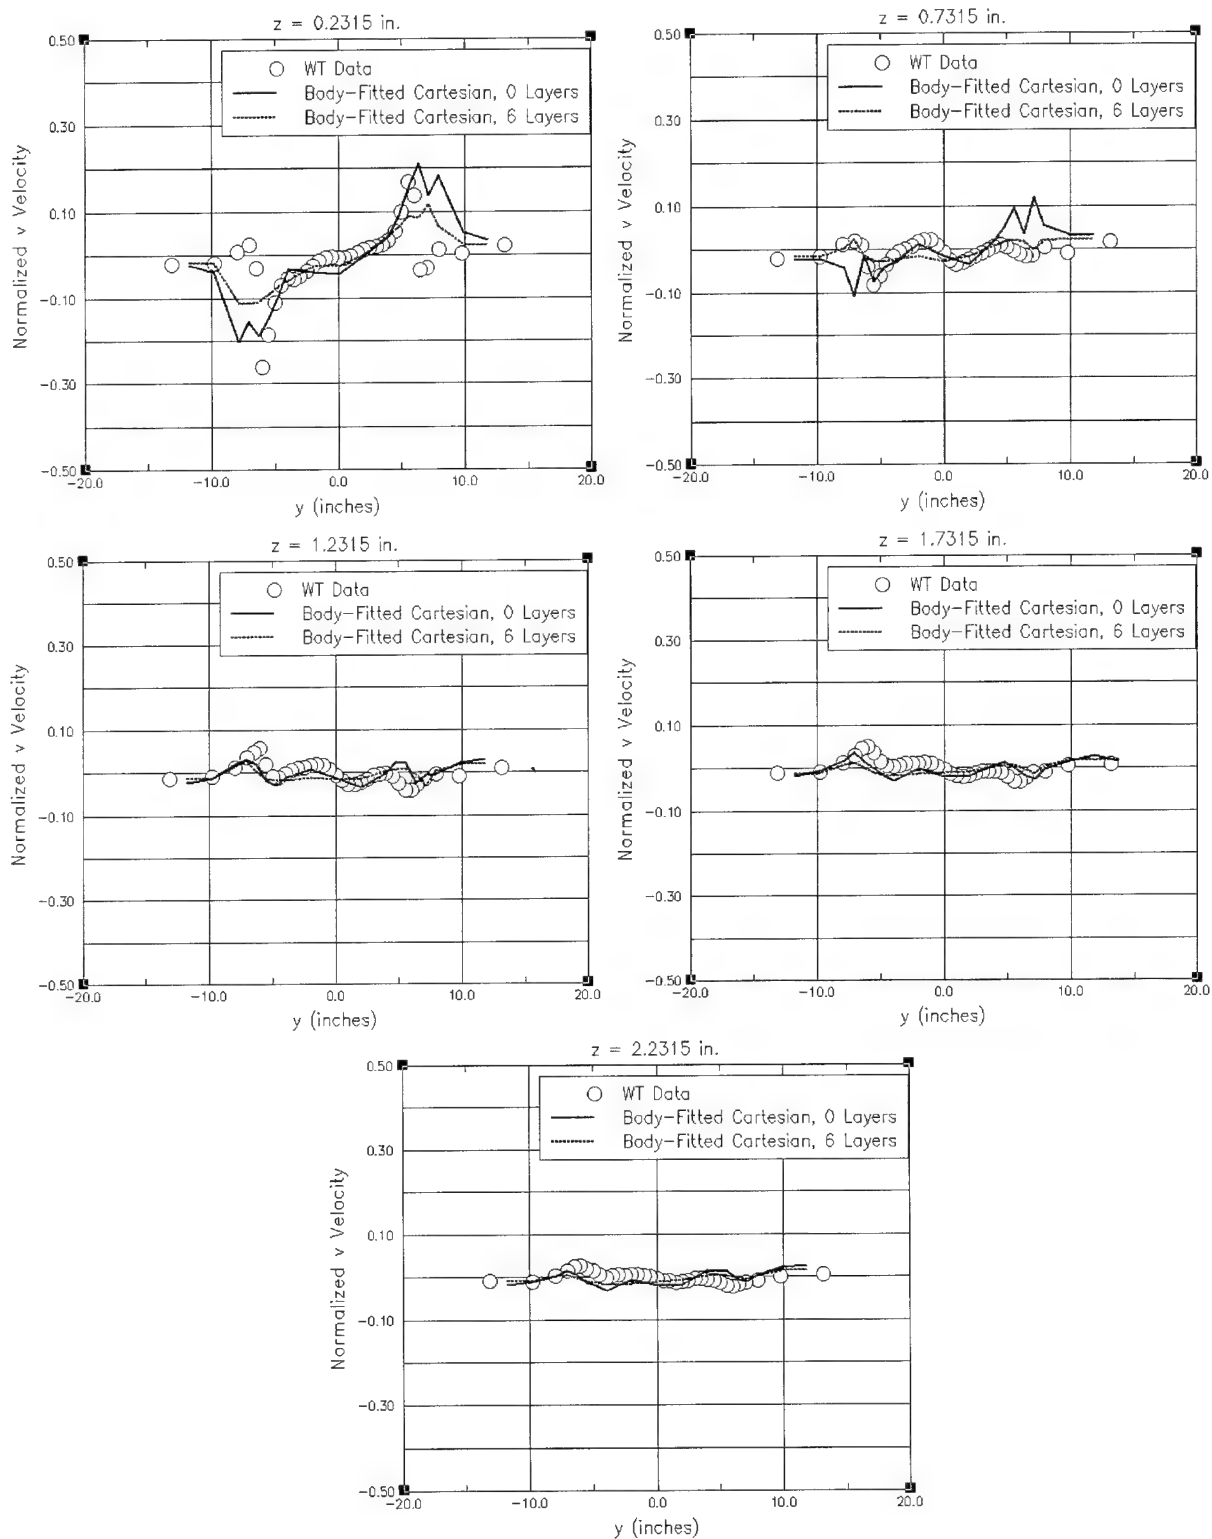 z = 0.2315 in.
0.50
WT Data
Body-Fitted Cartesian, 0 Layers
Body-Fitted Cartesian, 6 Layers
0.30
0.10
-0.10
-0.30
-0.50
Normalized v Velocity
-20.0 -10.0 0.0 10.0 20.0
y (inches)
z = 0.7315 in.
0.50
WT Data
Body-Fitted Cartesian, 0 Layers
Body-Fitted Cartesian, 6 Layers
0.30
0.10
-0.10
-0.30
-0.50
Normalized v Velocity
-20.0 -10.0 0.0 10.0 20.0
y (inches)
z = 1.2315 in.
0.50
WT Data
Body-Fitted Cartesian, 0 Layers
Body-Fitted Cartesian, 6 Layers
0.30
0.10
-0.10
-0.30
-0.50
Normalized v Velocity
-20.0 -10.0 0.0 10.0 20.0
y (inches)
z = 1.7315 in.
0.50
WT Data
Body-Fitted Cartesian, 0 Layers
Body-Fitted Cartesian, 6 Layers
0.30
0.10
-0.10
-0.30
-0.50
Normalized v Velocity
-20.0 -10.0 0.0 10.0 20.0
y (inches)
z = 2.2315 in.
0.50
WT Data
Body-Fitted Cartesian, 0 Layers
Body-Fitted Cartesian, 6 Layers
0.30
0.10
-0.10
-0.30
-0.50
Normalized v Velocity
-20.0 -10.0 0.0 10.0 20.0
y (inches)